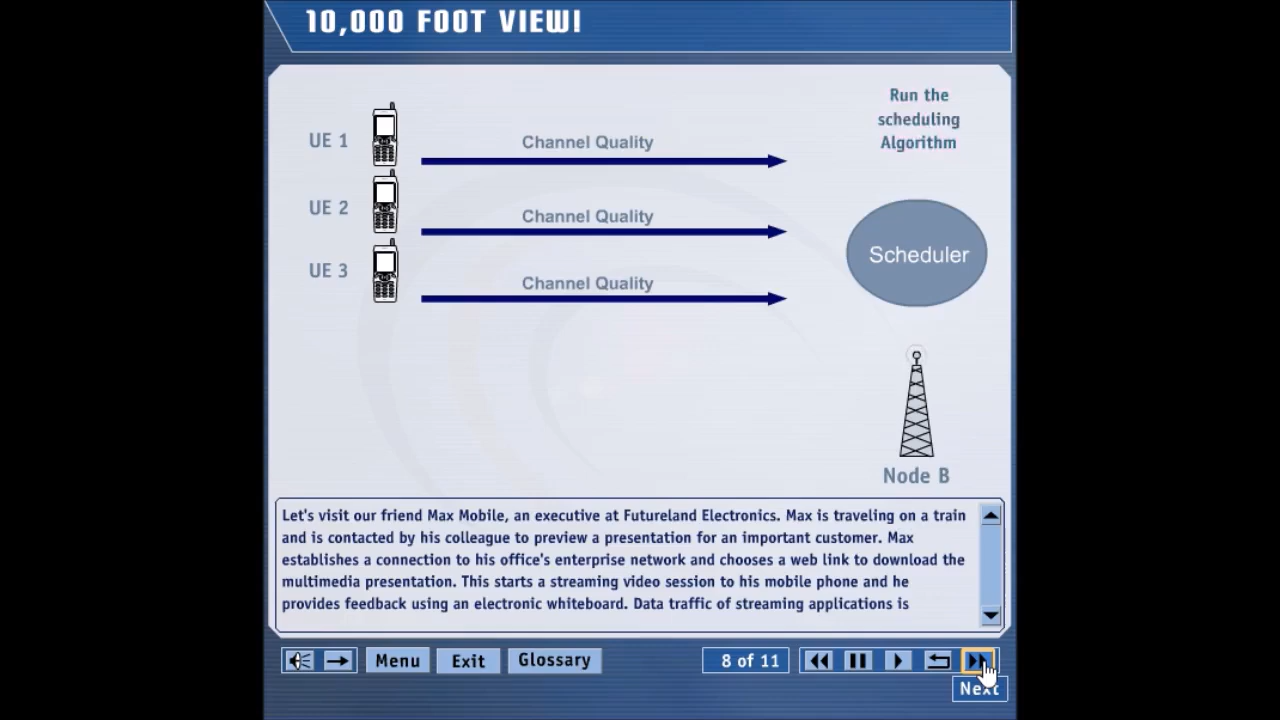 10,000 FOOT VIEW!
Run the
scheduling
Algorithm
UE 1
Channel Quality
UE 2
Channel Quality
Scheduler
UE 3
Channel Quality
Node B
Let's visit our friend Max Mobile, an executive at Futureland Electronics. Max is traveling on a train
and is contacted by his colleague to preview a presentation for an important customer. Max
establishes a connection to his office's enterprise network and chooses a web link to download the
multimedia presentation. This starts a streaming video session to his mobile phone and he
provides feedback using an electronic whiteboard. Data traffic of streaming applications is
Menu
Exit
Glossary
8 of 11
Next